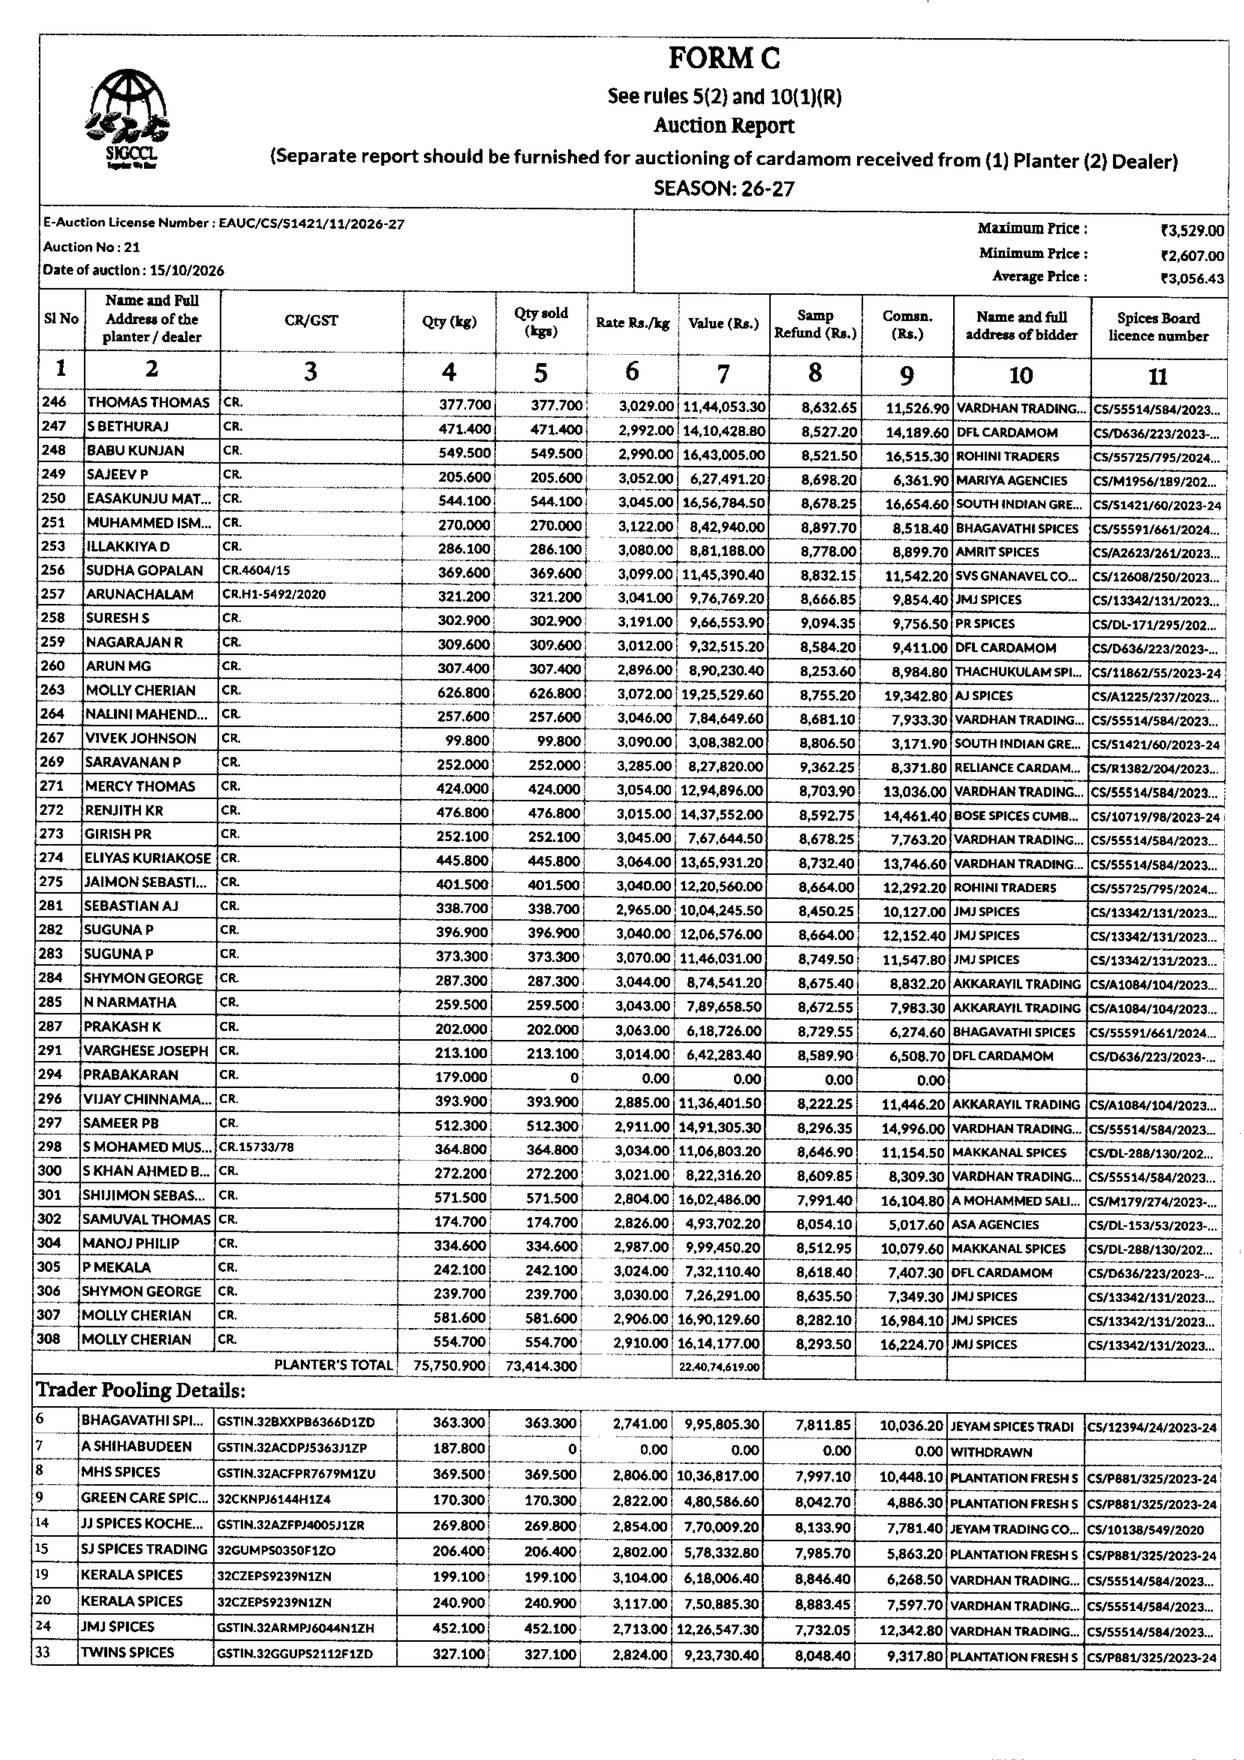 FORM C
See rules 5(2) and 10(1)(R)
Auction Report
(Separate report should be furnished for auctioning of cardamom received from (1) Planter (2) Dealer)
SEASON: 26-27
SIGCCL
E-Auction License Number : EAUC/CS/S1421/11/2026-27
Auction No : 21
Date of auction : 15/10/2026
Maximum Price : ₹3,529.00
Minimum Price : ₹2,607.00
Average Price : ₹3,056.43
Sl No Name and Full Address of the planter / dealer CR/GST Qty (kg) Qty sold (kgs) Rate Rs./kg Value (Rs.) Samp Refund (Rs.) Comsn. (Rs.) Name and full address of bidder Spices Board licence number
1 2 3 4 5 6 7 8 9 10 11
246 THOMAS THOMAS CR. 377.700 377.700 3,029.00 11,44,053.30 8,632.65 11,526.90 VARDHAN TRADING... CS/55514/584/2023...
247 S BETHURAJ CR. 471.400 471.400 2,992.00 14,10,428.80 8,527.20 14,189.60 DFL CARDAMOM CS/D636/223/2023-...
248 BABU KUNJAN CR. 549.500 549.500 2,990.00 16,43,005.00 8,521.50 16,515.30 ROHINI TRADERS CS/55725/795/2024...
249 SAJEEV P CR. 205.600 205.600 3,052.00 6,27,491.20 8,698.20 6,361.90 MARIYA AGENCIES CS/M1956/189/202...
250 EASAKUNJU MAT... CR. 544.100 544.100 3,045.00 16,56,784.50 8,678.25 16,654.60 SOUTH INDIAN GRE... CS/S1421/60/2023-24
251 MUHAMMED ISM... CR. 270.000 270.000 3,122.00 8,42,940.00 8,897.70 8,518.40 BHAGAVATHI SPICES CS/55591/661/2024...
253 ILLAKKIYA D CR. 286.100 286.100 3,080.00 8,81,188.00 8,778.00 8,899.70 AMRIT SPICES CS/A2623/261/2023...
256 SUDHA GOPALAN CR.4604/15 369.600 369.600 3,099.00 11,45,390.40 8,832.15 11,542.20 SVS GNANAVEL CO... CS/12608/250/2023...
257 ARUNACHALAM CR.H1-5492/2020 321.200 321.200 3,041.00 9,76,769.20 8,666.85 9,854.40 JMJ SPICES CS/13342/131/2023...
258 SURESH S CR. 302.900 302.900 3,191.00 9,66,553.90 9,094.35 9,756.50 PR SPICES CS/DL-171/295/202...
259 NAGARAJAN R CR. 309.600 309.600 3,012.00 9,32,515.20 8,584.20 9,411.00 DFL CARDAMOM CS/D636/223/2023-...
260 ARUN MG CR. 307.400 307.400 2,896.00 8,90,230.40 8,253.60 8,984.80 THACHUKULAM SPI... CS/11862/55/2023-24
263 MOLLY CHERIAN CR. 626.800 626.800 3,072.00 19,25,529.60 8,755.20 19,342.80 AJ SPICES CS/A1225/237/2023...
264 NALINI MAHEND... CR. 257.600 257.600 3,046.00 7,84,649.60 8,681.10 7,933.30 VARDHAN TRADING... CS/55514/584/2023...
267 VIVEK JOHNSON CR. 99.800 99.800 3,090.00 3,08,382.00 8,806.50 3,171.90 SOUTH INDIAN GRE... CS/S1421/60/2023-24
269 SARAVANAN P CR. 252.000 252.000 3,285.00 8,27,820.00 9,362.25 8,371.80 RELIANCE CARDAM... CS/R1382/204/2023...
271 MERCY THOMAS CR. 424.000 424.000 3,054.00 12,94,896.00 8,703.90 13,036.00 VARDHAN TRADING... CS/55514/584/2023...
272 RENJITH KR CR. 476.800 476.800 3,015.00 14,37,552.00 8,592.75 14,461.40 BOSE SPICES CUMB... CS/10719/98/2023-24
273 GIRISH PR CR. 252.100 252.100 3,045.00 7,67,644.50 8,678.25 7,763.20 VARDHAN TRADING... CS/55514/584/2023...
274 ELIYAS KURIAKOSE CR. 445.800 445.800 3,064.00 13,65,931.20 8,732.40 13,746.60 VARDHAN TRADING... CS/55514/584/2023...
275 JAIMON SEBASTI... CR. 401.500 401.500 3,040.00 12,20,560.00 8,664.00 12,292.20 ROHINI TRADERS CS/55725/795/2024...
281 SEBASTIAN AJ CR. 338.700 338.700 2,965.00 10,04,245.50 8,450.25 10,127.00 JMJ SPICES CS/13342/131/2023...
282 SUGUNA P CR. 396.900 396.900 3,040.00 12,06,576.00 8,664.00 12,152.40 JMJ SPICES CS/13342/131/2023...
283 SUGUNA P CR. 373.300 373.300 3,070.00 11,46,031.00 8,749.50 11,547.80 JMJ SPICES CS/13342/131/2023...
284 SHYMON GEORGE CR. 287.300 287.300 3,044.00 8,74,541.20 8,675.40 8,832.20 AKKARAYIL TRADING CS/A1084/104/2023...
285 N NARMATHA CR. 259.500 259.500 3,043.00 7,89,658.50 8,672.55 7,983.30 AKKARAYIL TRADING CS/A1084/104/2023...
287 PRAKASH K CR. 202.000 202.000 3,063.00 6,18,726.00 8,729.55 6,274.60 BHAGAVATHI SPICES CS/55591/661/2024...
291 VARGHESE JOSEPH CR. 213.100 213.100 3,014.00 6,42,283.40 8,589.90 6,508.70 DFL CARDAMOM CS/D636/223/2023-...
294 PRABAKARAN CR. 179.000 0 0.00 0.00 0.00 0.00
296 VIJAY CHINNAMA... CR. 393.900 393.900 2,885.00 11,36,401.50 8,222.25 11,446.20 AKKARAYIL TRADING CS/A1084/104/2023...
297 SAMEER PB CR. 512.300 512.300 2,911.00 14,91,305.30 8,296.35 14,996.00 VARDHAN TRADING... CS/55514/584/2023...
298 S MOHAMED MUS... CR.15733/78 364.800 364.800 3,034.00 11,06,803.20 8,646.90 11,154.50 MAKKANAL SPICES CS/DL-288/130/202...
300 S KHAN AHMED B... CR. 272.200 272.200 3,021.00 8,22,316.20 8,609.85 8,309.30 VARDHAN TRADING... CS/55514/584/2023...
301 SHIJIMON SEBAS... CR. 571.500 571.500 2,804.00 16,02,486.00 7,991.40 16,104.80 A MOHAMMED SALI... CS/M179/274/2023-...
302 SAMUVAL THOMAS CR. 174.700 174.700 2,826.00 4,93,702.20 8,054.10 5,017.60 ASA AGENCIES CS/DL-153/53/2023-...
304 MANOJ PHILIP CR. 334.600 334.600 2,987.00 9,99,450.20 8,512.95 10,079.60 MAKKANAL SPICES CS/DL-288/130/202...
305 P MEKALA CR. 242.100 242.100 3,024.00 7,32,110.40 8,618.40 7,407.30 DFL CARDAMOM CS/D636/223/2023-...
306 SHYMON GEORGE CR. 239.700 239.700 3,030.00 7,26,291.00 8,635.50 7,349.30 JMJ SPICES CS/13342/131/2023...
307 MOLLY CHERIAN CR. 581.600 581.600 2,906.00 16,90,129.60 8,282.10 16,984.10 JMJ SPICES CS/13342/131/2023...
308 MOLLY CHERIAN CR. 554.700 554.700 2,910.00 16,14,177.00 8,293.50 16,224.70 JMJ SPICES CS/13342/131/2023...
PLANTER'S TOTAL 75,750.900 73,414.300 22,40,74,619.00
Trader Pooling Details:
6 BHAGAVATHI SPI... GSTIN.32BXXPB6366D1ZD 363.300 363.300 2,741.00 9,95,805.30 7,811.85 10,036.20 JEYAM SPICES TRADI CS/12394/24/2023-24
7 A SHIHABUDEEN GSTIN.32ACDPJ5363J1ZP 187.800 0 0.00 0.00 0.00 0.00 WITHDRAWN
8 MHS SPICES GSTIN.32ACFPR7679M1ZU 369.500 369.500 2,806.00 10,36,817.00 7,997.10 10,448.10 PLANTATION FRESH S CS/P881/325/2023-24
9 GREEN CARE SPIC... 32CKNPJ6144H1Z4 170.300 170.300 2,822.00 4,80,586.60 8,042.70 4,886.30 PLANTATION FRESH S CS/P881/325/2023-24
14 JJ SPICES KOCHE... GSTIN.32AZFPJ4005J1ZR 269.800 269.800 2,854.00 7,70,009.20 8,133.90 7,781.40 JEYAM TRADING CO... CS/10138/549/2020
15 SJ SPICES TRADING 32GUMPS0350F1ZO 206.400 206.400 2,802.00 5,78,332.80 7,985.70 5,863.20 PLANTATION FRESH S CS/P881/325/2023-24
19 KERALA SPICES 32CZEPS9239N1ZN 199.100 199.100 3,104.00 6,18,006.40 8,846.40 6,268.50 VARDHAN TRADING... CS/55514/584/2023...
20 KERALA SPICES 32CZEPS9239N1ZN 240.900 240.900 3,117.00 7,50,885.30 8,883.45 7,597.70 VARDHAN TRADING... CS/55514/584/2023...
24 JMJ SPICES GSTIN.32ARMPJ6044N1ZH 452.100 452.100 2,713.00 12,26,547.30 7,732.05 12,342.80 VARDHAN TRADING... CS/55514/584/2023...
33 TWINS SPICES GSTIN.32GGUPS2112F1ZD 327.100 327.100 2,824.00 9,23,730.40 8,048.40 9,317.80 PLANTATION FRESH S CS/P881/325/2023-24